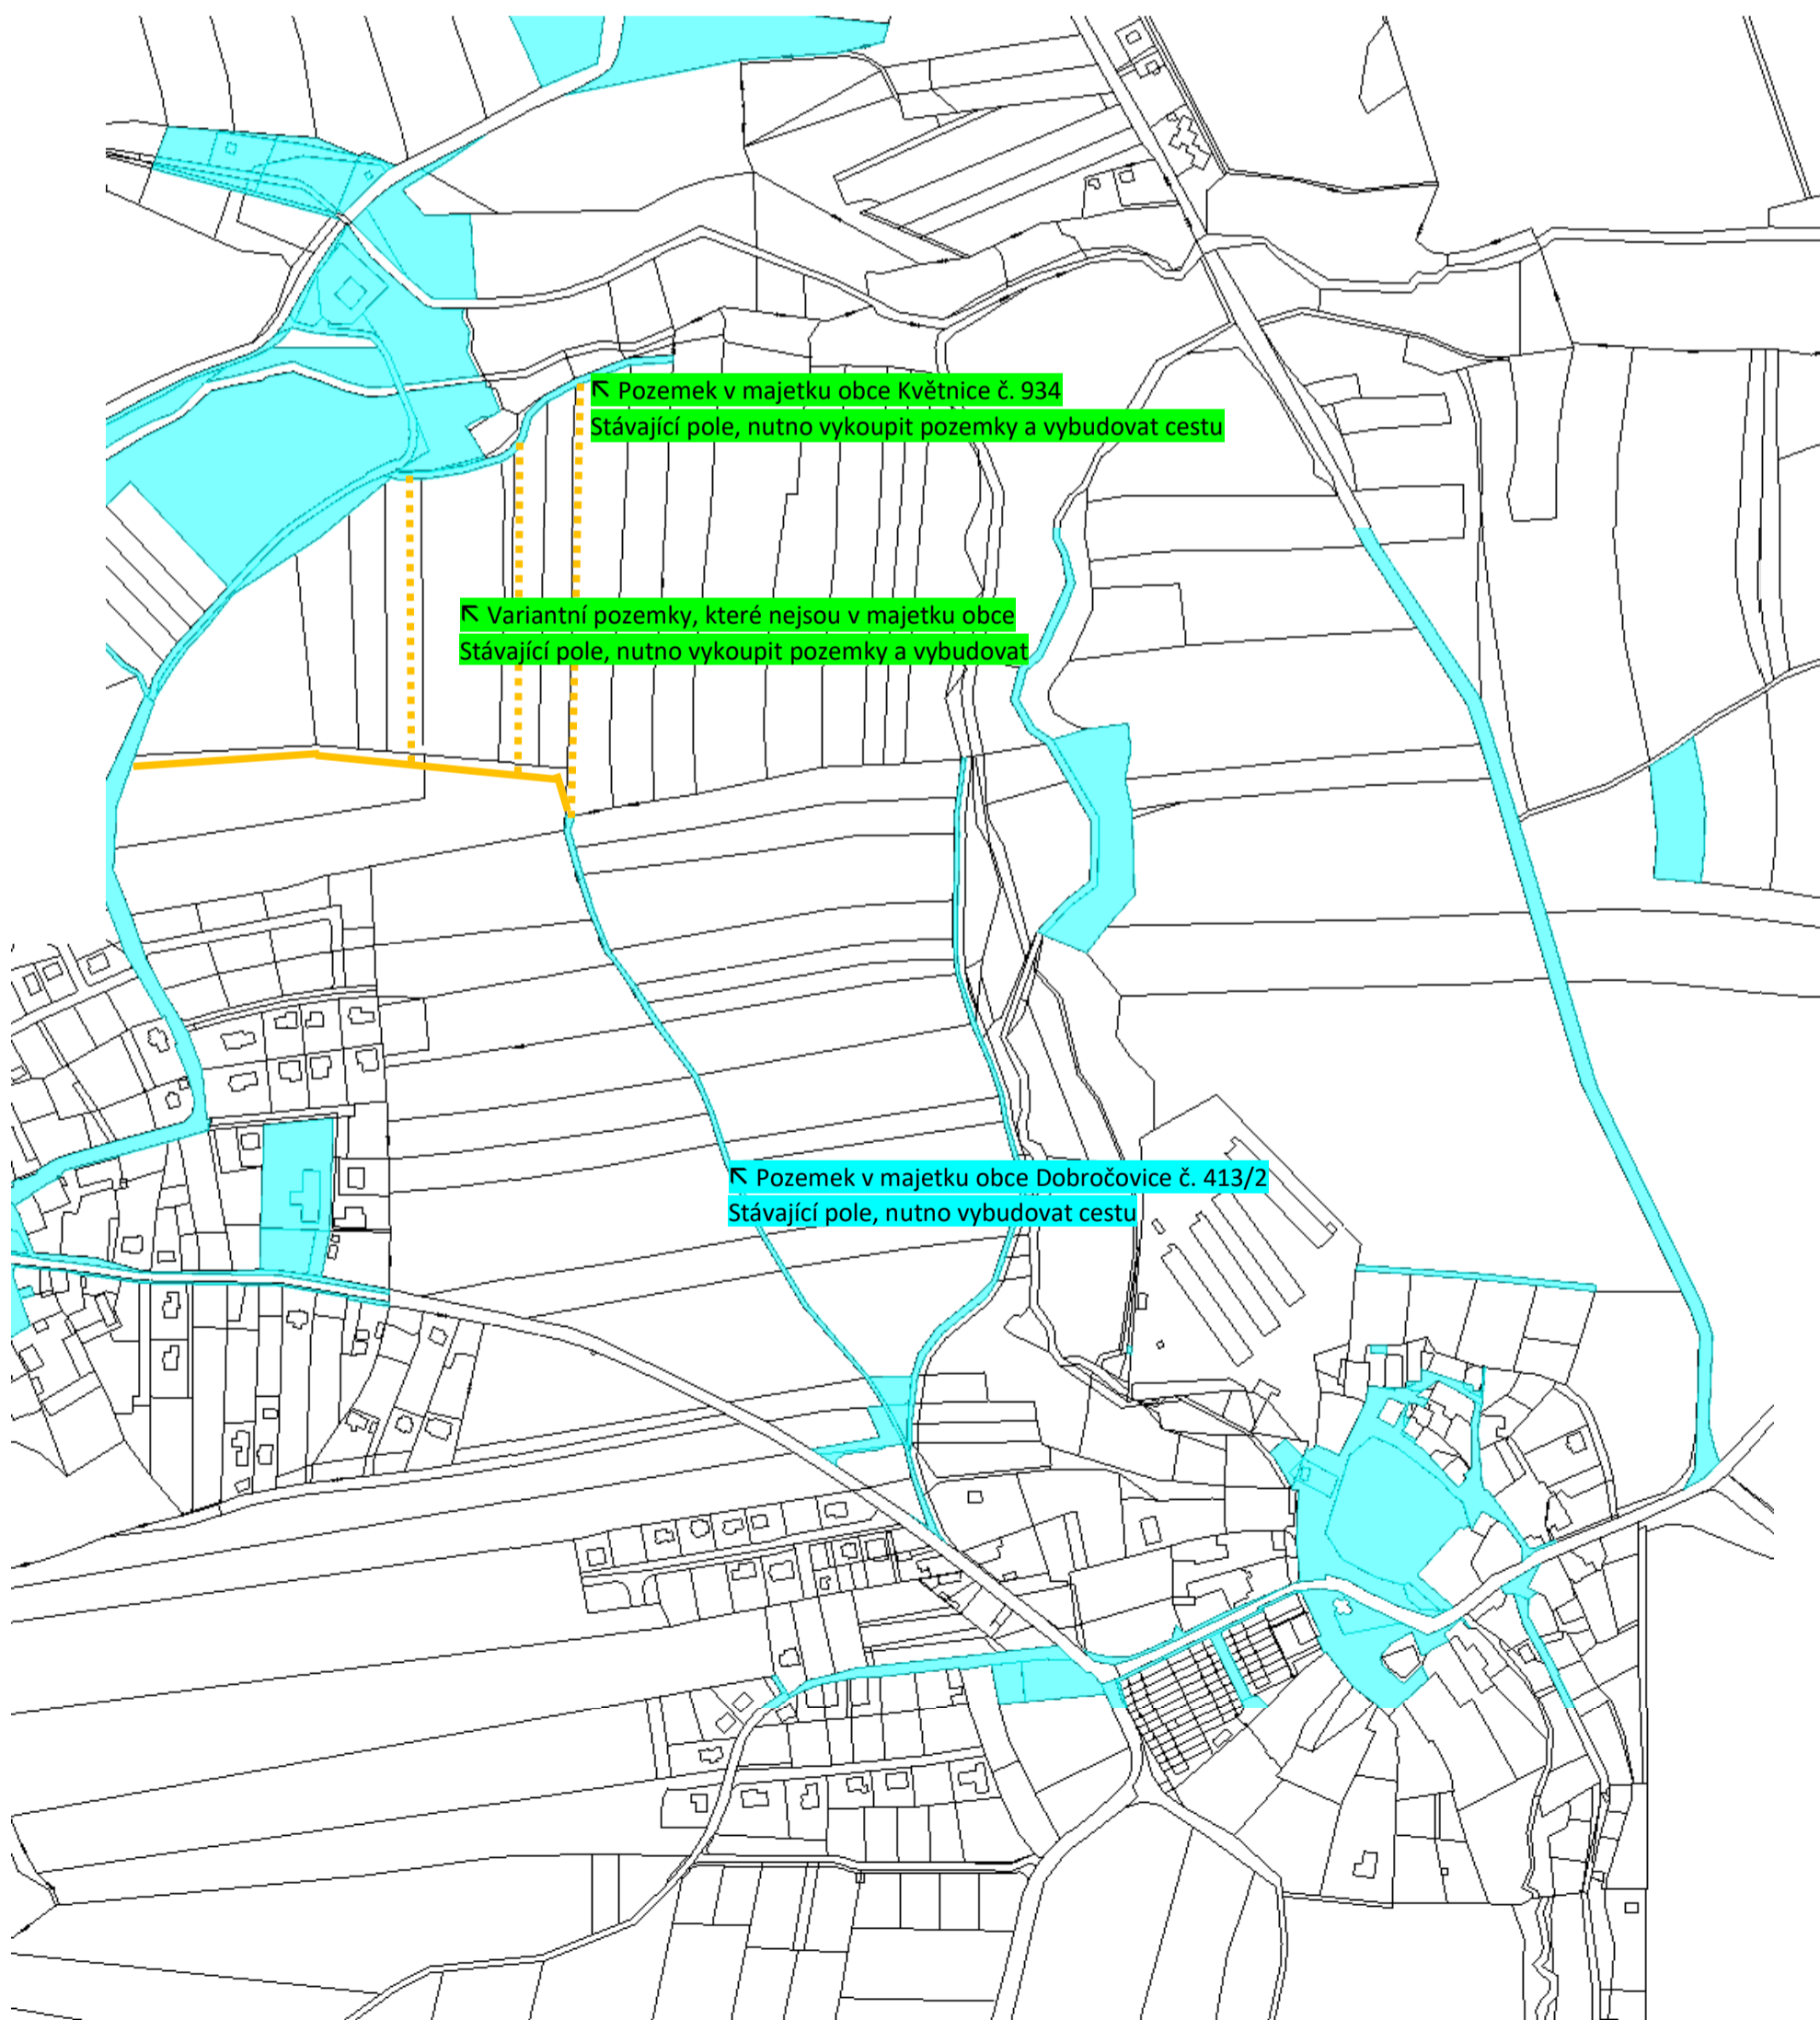 ↖ Pozemek v majetku obce Květnice č. 934
Stávající pole, nutno vykoupit pozemky a vybudovat cestu
↖ Variantní pozemky, které nejsou v majetku obce
Stávající pole, nutno vykoupit pozemky a vybudovat
↖ Pozemek v majetku obce Dobročovice č. 413/2
Stávající pole, nutno vybudovat cestu